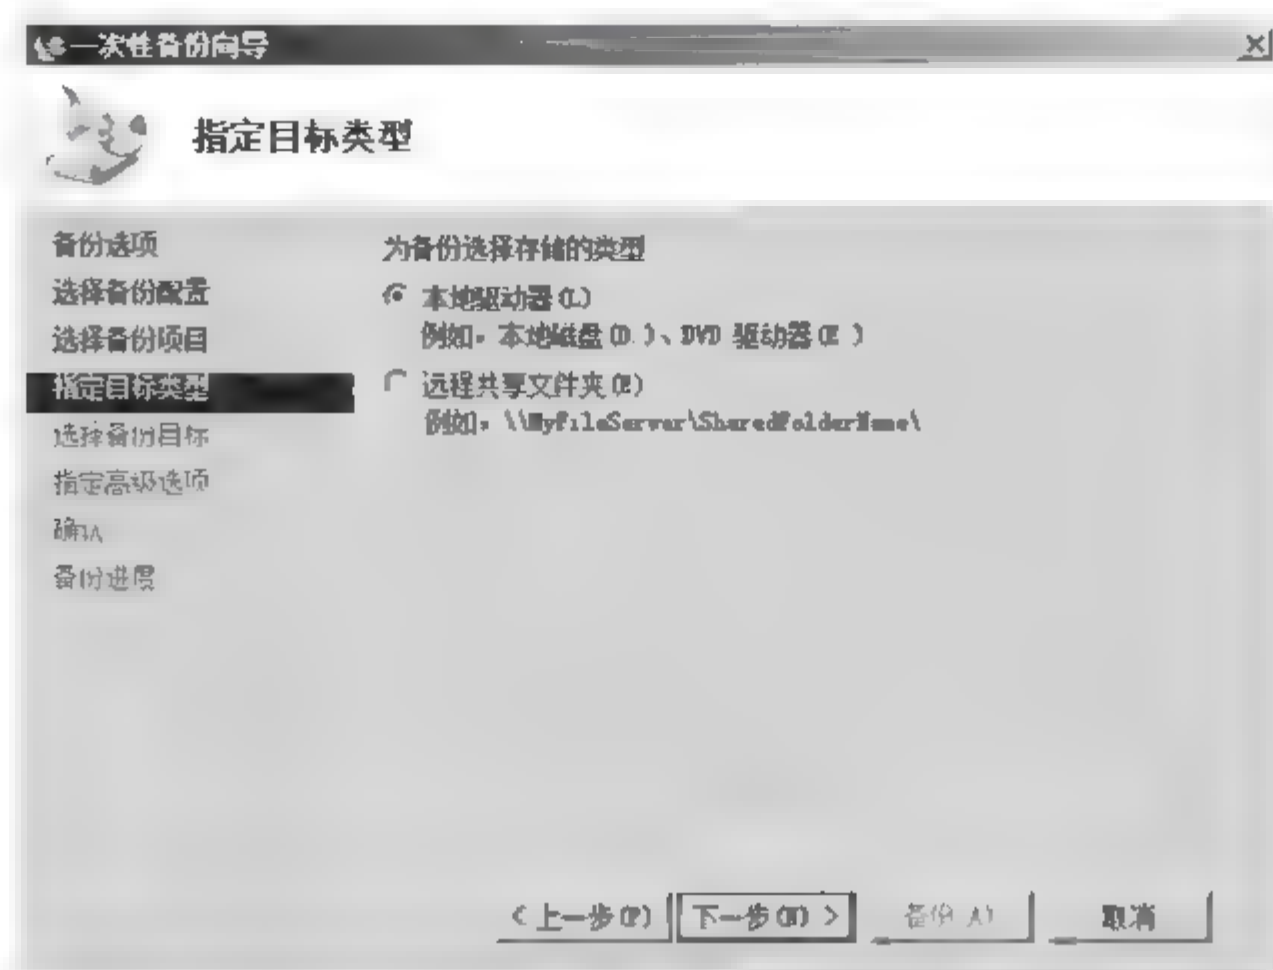 一次性备份向导
指定目标类型
备份选项
选择备份配置
选择备份项目
指定目标类型
选择备份目标
指定高级选项
确认
备份进度
为备份选择存储的类型
本地驱动器(L)
例如: 本地磁盘(D:)、DVD 驱动器(E:)
远程共享文件夹(R)
例如: \\MyFileServer\SharedFolderName\
< 上一步(P)
下一步(N) >
备份(A)
取消